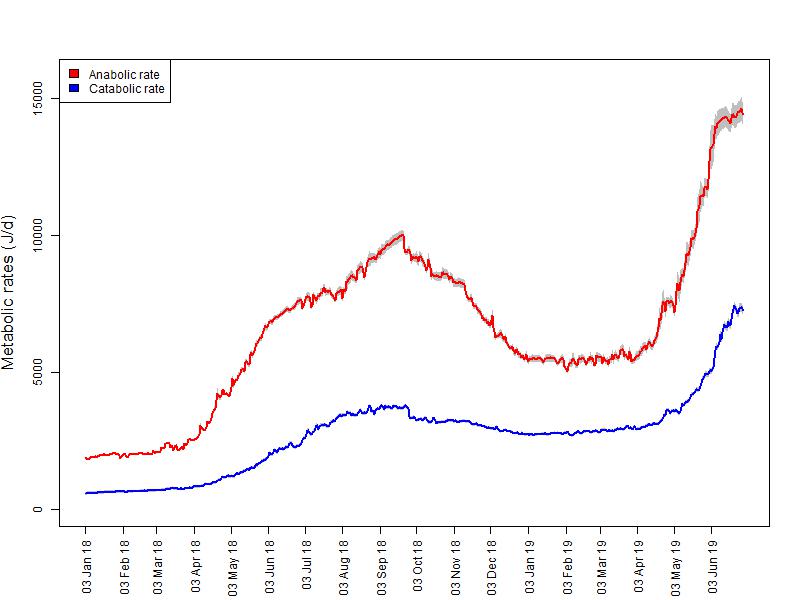 Anabolic rate
Catabolic rate
Metabolic rates (J/d)
15000
10000
5000
0
03 Jan 18
03 Feb 18
03 Mar 18
03 Apr 18
03 May 18
03 Jun 18
03 Jul 18
03 Aug 18
03 Sep 18
03 Oct 18
03 Nov 18
03 Dec 18
03 Jan 19
03 Feb 19
03 Mar 19
03 Apr 19
03 May 19
03 Jun 19